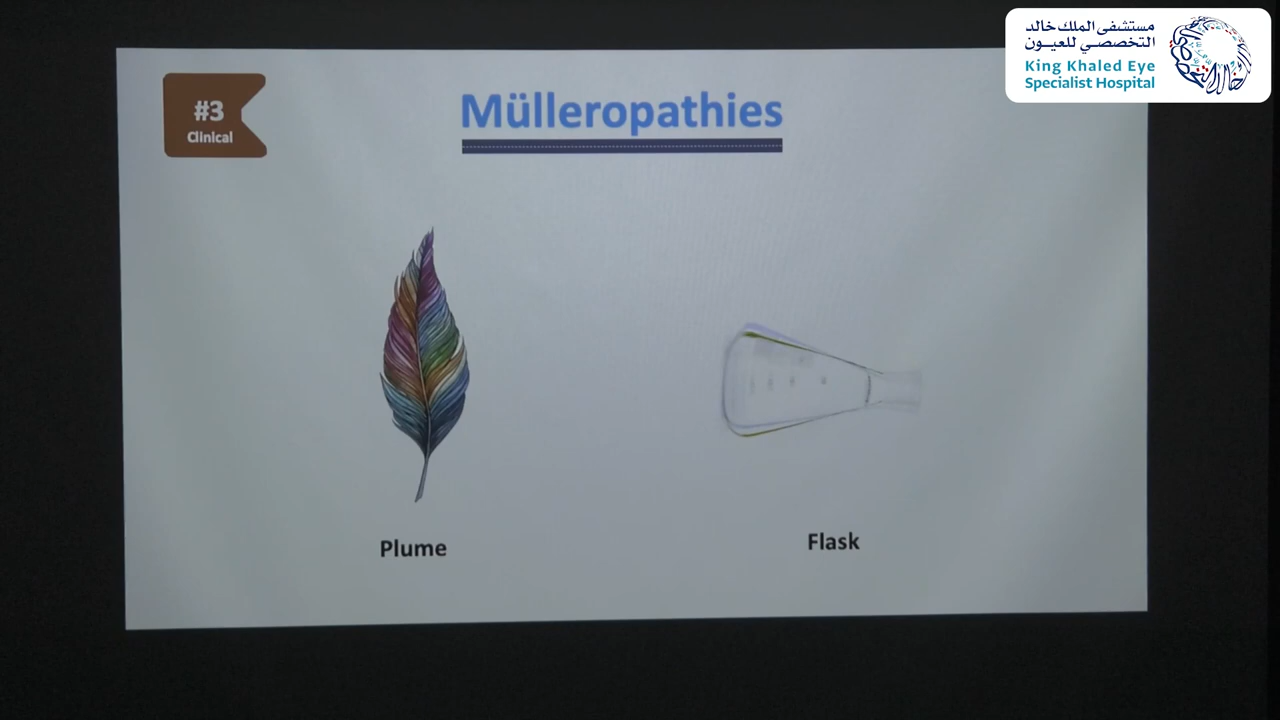 مستشفى الملك خالد
التخصصي للعيون
King Khaled Eye
Specialist Hospital
#3
Clinical
Mülleropathies
Plume
Flask